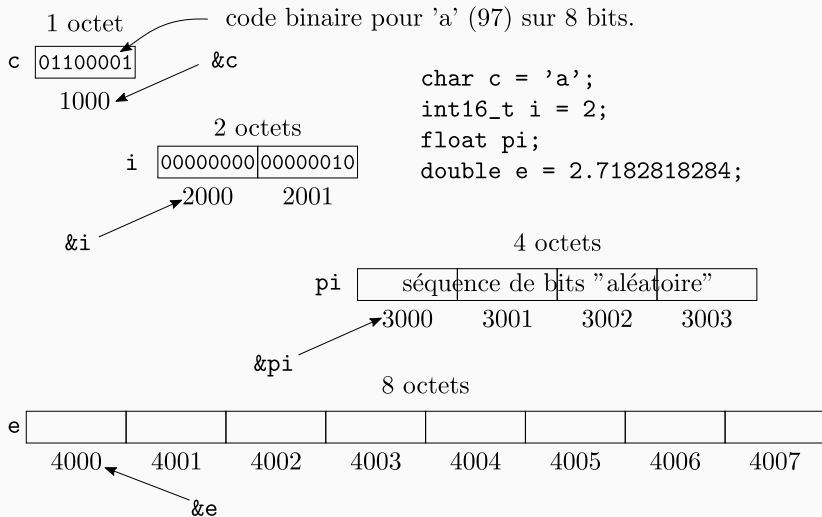 1 octet
code binaire pour 'a' (97) sur 8 bits.
c 01100001 &c
1000
char c = 'a';
int16_t i = 2;
float pi;
double e = 2.7182818284;
2 octets
i 00000000 00000010
2000 2001
&i
4 octets
pi séquence de bits "aléatoire"
3000 3001 3002 3003
&pi
8 octets
e
4000 4001 4002 4003 4004 4005 4006 4007
&e